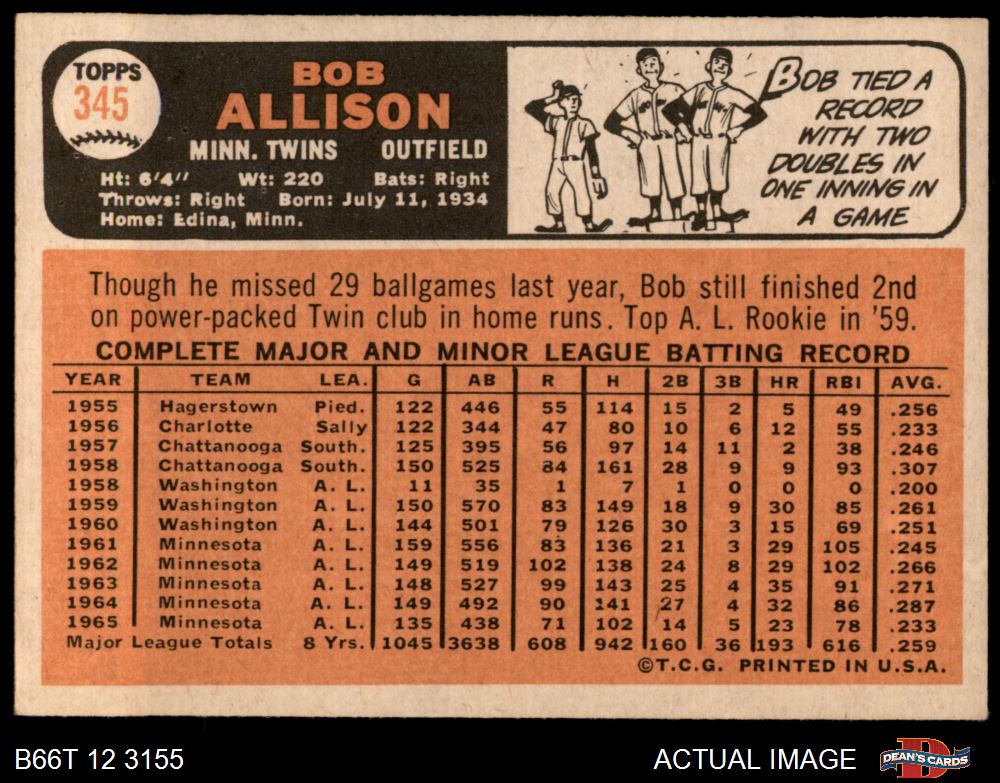 TOPPS
345
BOB
ALLISON
MINN. TWINS OUTFIELD
Ht: 6'4" Wt: 220 Bats: Right
Throws: Right Born: July 11, 1934
Home: Edina, Minn.
BOB TIED A
RECORD
WITH TWO
DOUBLES IN
ONE INNING IN
A GAME
Though he missed 29 ballgames last year, Bob still finished 2nd
on power-packed Twin club in home runs. Top A. L. Rookie in '59.
COMPLETE MAJOR AND MINOR LEAGUE BATTING RECORD
YEAR TEAM LEA. G AB R H 2B 3B HR RBI AVG.
1955 Hagerstown Pied. 122 446 55 114 15 2 5 49 .256
1956 Charlotte Sally 122 344 47 80 10 6 12 55 .233
1957 Chattanooga South. 125 395 56 97 14 11 2 38 .246
1958 Chattanooga South. 150 525 84 161 28 9 9 93 .307
1958 Washington A. L. 11 35 1 7 1 0 0 0 .200
1959 Washington A. L. 150 570 83 149 18 9 30 85 .261
1960 Washington A. L. 144 501 79 126 30 3 15 69 .251
1961 Minnesota A. L. 159 556 83 136 21 3 29 105 .245
1962 Minnesota A. L. 149 519 102 138 24 8 29 102 .266
1963 Minnesota A. L. 148 527 99 143 25 4 35 91 .271
1964 Minnesota A. L. 149 492 90 141 27 4 32 86 .287
1965 Minnesota A. L. 135 438 71 102 14 5 23 78 .233
Major League Totals 8 Yrs. 1045 3638 608 942 160 36 193 616 .259
©T.C.G. PRINTED IN U.S.A.
B66T 12 3155 ACTUAL IMAGE DEAN'S CARDS